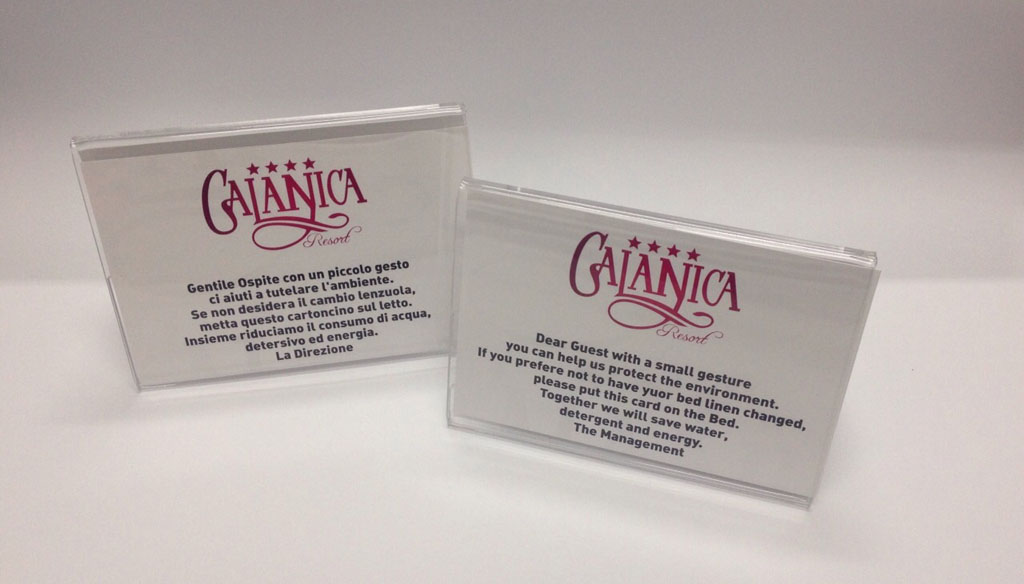 CALANICA
Resort
Gentile Ospite con un piccolo gesto
ci aiuti a tutelare l'ambiente.
Se non desidera il cambio lenzuola,
metta questo cartoncino sul letto.
Insieme riduciamo il consumo di acqua,
detersivo ed energia.
La Direzione
CALANICA
Resort
Dear Guest with a small gesture
you can help us protect the environment.
If you prefere not to have yuor bed linen changed,
please put this card on the Bed.
Together we will save water,
detergent and energy.
The Management